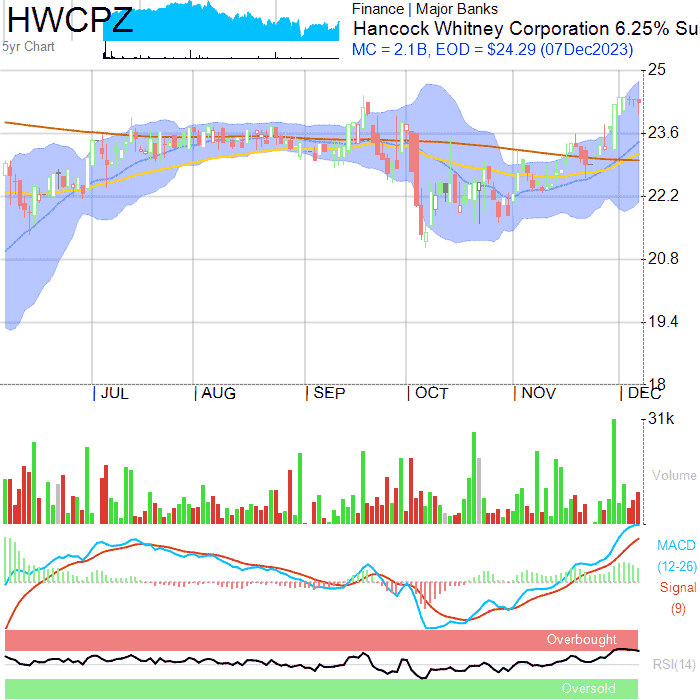 HWCPZ
5yr Chart
Finance | Major Banks
Hancock Whitney Corporation 6.25% Su
MC = 2.1B, EOD = $24.29 (07Dec2023)
25
23.6
22.2
20.8
19.4
18
JUL AUG SEP OCT NOV DEC
31k
Volume
MACD
(12-26)
Signal
(9)
Overbought
RSI(14)
Oversold